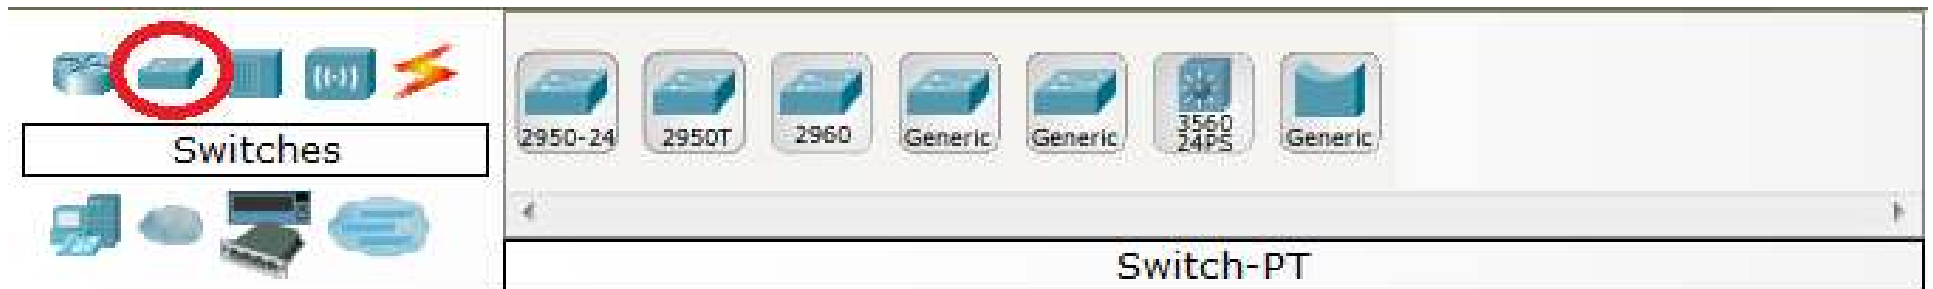 Switches
2950-24
2950T
2960
Generic
Generic
3560
24PS
Generic
Switch-PT